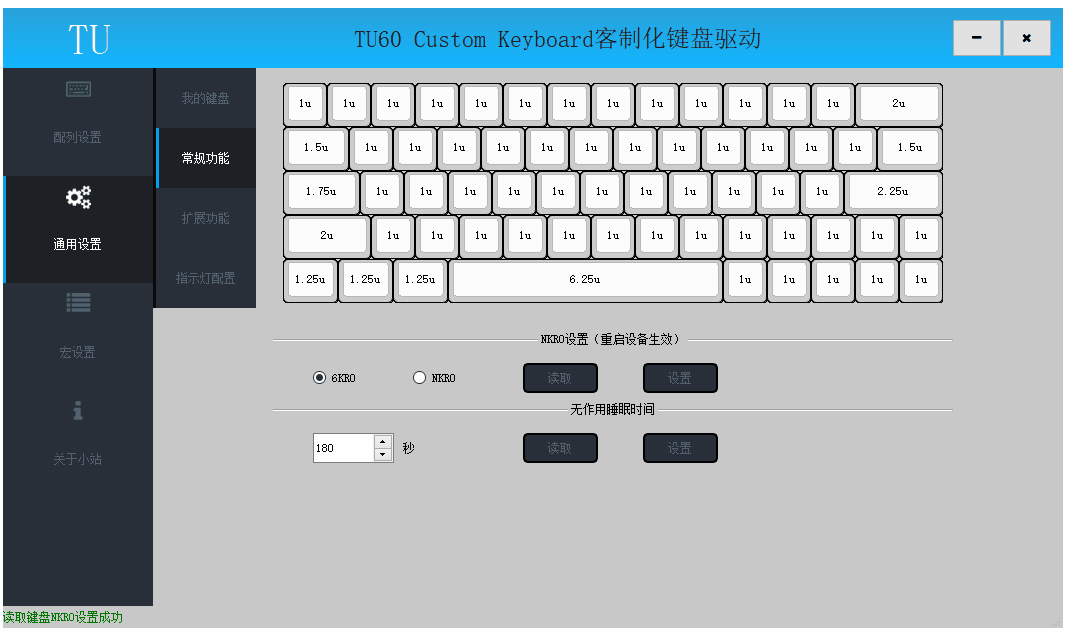 TU
TU60 Custom Keyboard客制化键盘驱动
配列设置
通用设置
宏设置
关于小站
我的键盘
常规功能
扩展功能
指示灯配置
1u 1u 1u 1u 1u 1u 1u 1u 1u 1u 1u 1u 1u 2u
1.5u 1u 1u 1u 1u 1u 1u 1u 1u 1u 1u 1u 1u 1.5u
1.75u 1u 1u 1u 1u 1u 1u 1u 1u 1u 1u 1u 2.25u
2u 1u 1u 1u 1u 1u 1u 1u 1u 1u 1u 1u 1u 1u
1.25u 1.25u 1.25u 6.25u 1u 1u 1u 1u 1u
NKRO设置（重启设备生效）
6KRO NKRO 读取 设置
无作用睡眠时间
180 秒 读取 设置
读取键盘NKRO设置成功